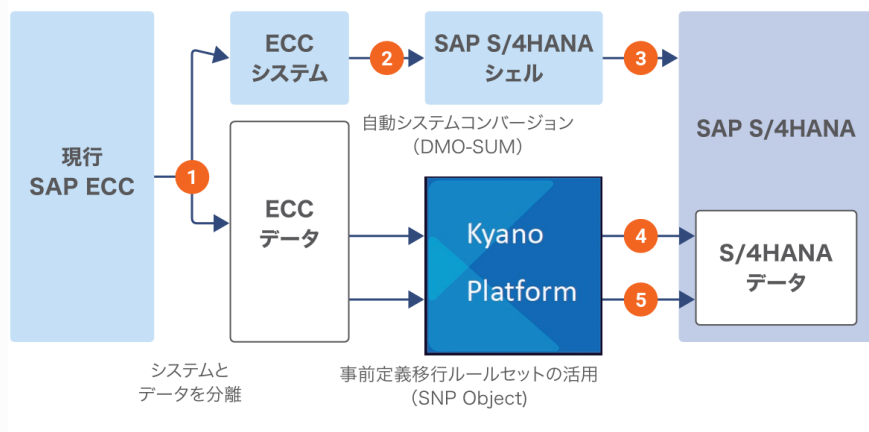 現行
SAP ECC
1
ECC
システム
2
SAP S/4HANA
シェル
3
自動システムコンバージョン
（DMO-SUM）
SAP S/4HANA
ECC
データ
Kyano
Platform
4
5
S/4HANA
データ
システムと
データを分離
事前定義移行ルールセットの活用
（SNP Object)